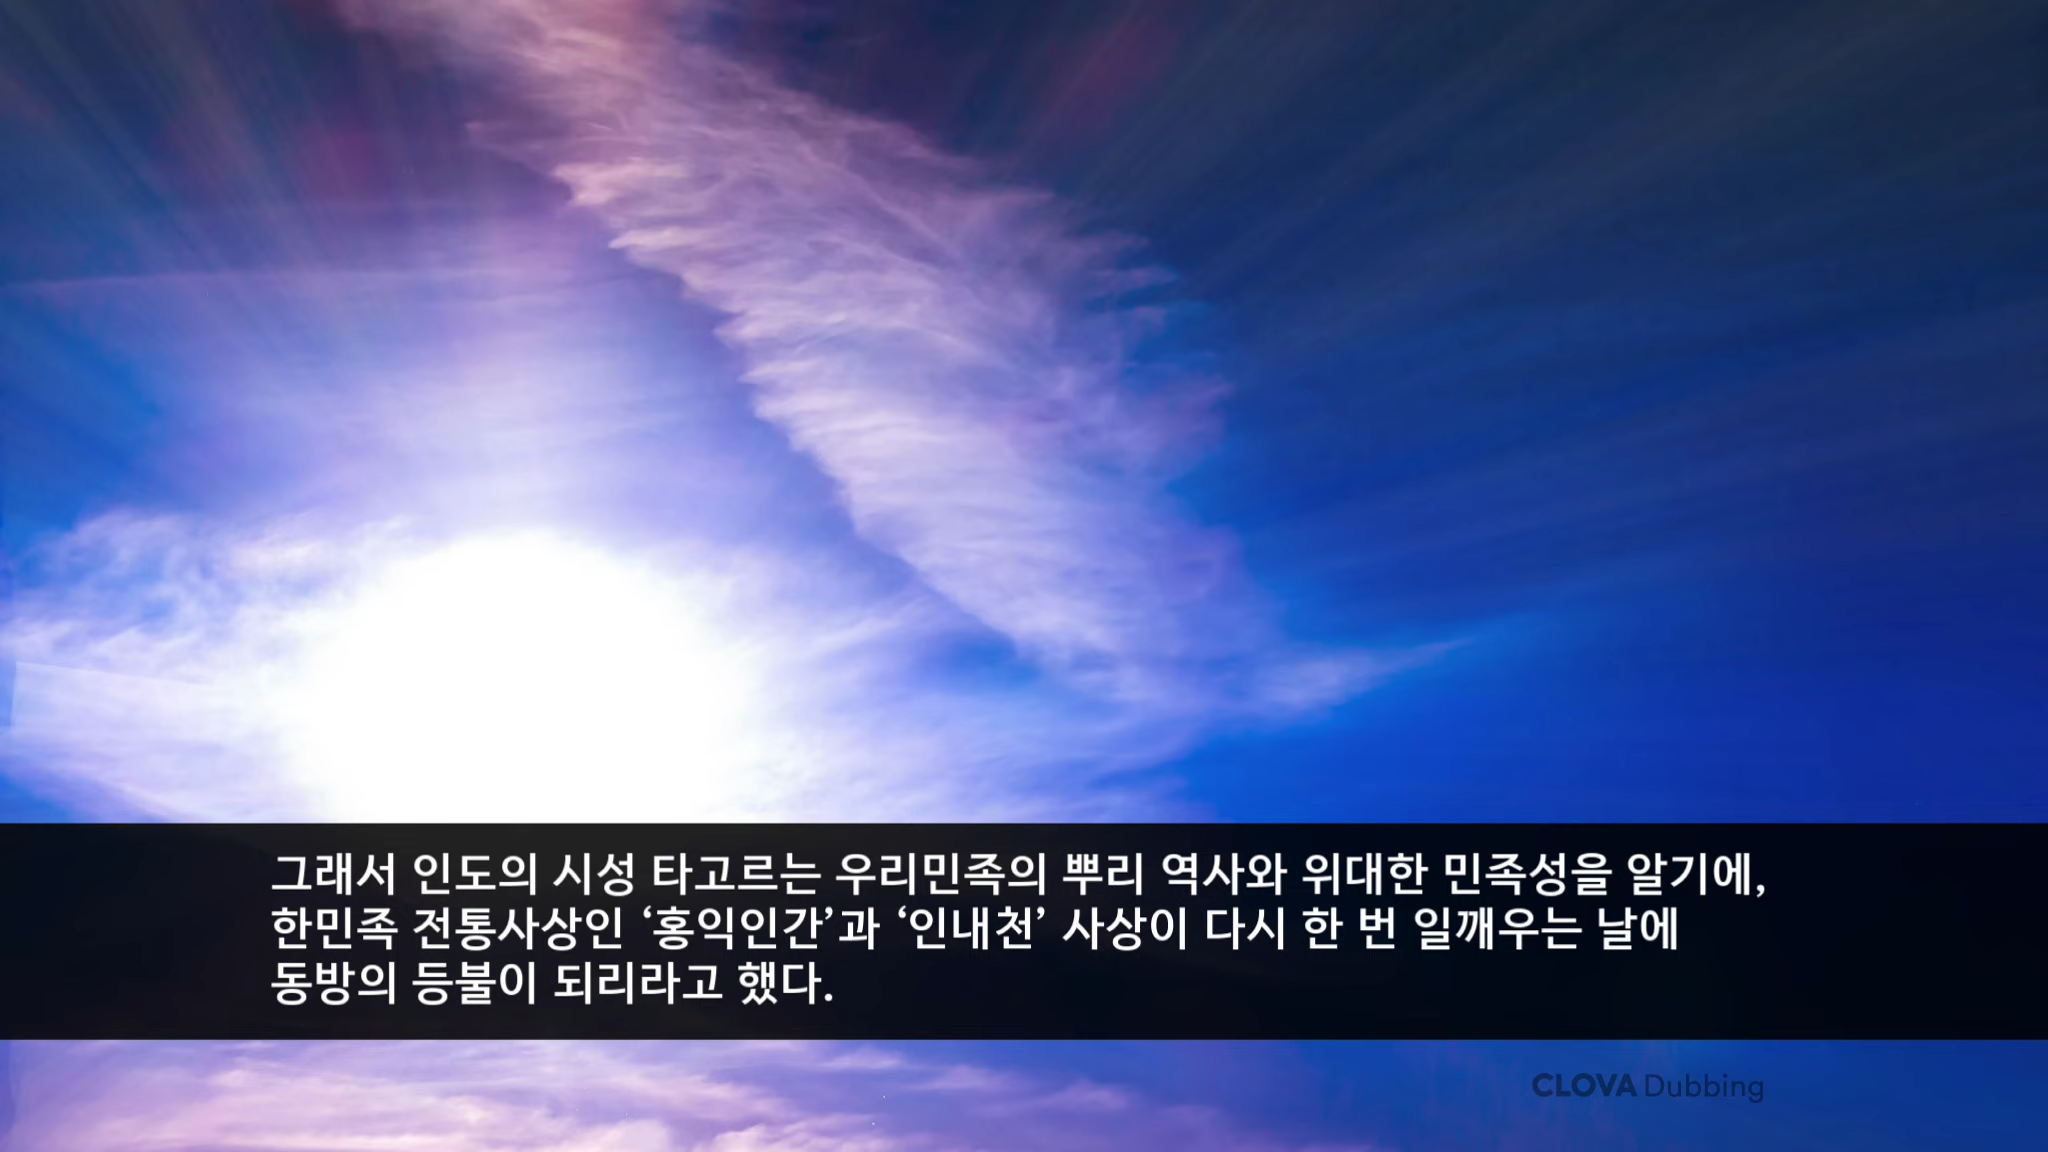 그래서 인도의 시성 타고르는 우리민족의 뿌리 역사와 위대한 민족성을 알기에,
한민족 전통사상인 ‘홍익인간’과 ‘인내천’ 사상이 다시 한 번 일깨우는 날에
동방의 등불이 되리라고 했다.
CLOVA Dubbing